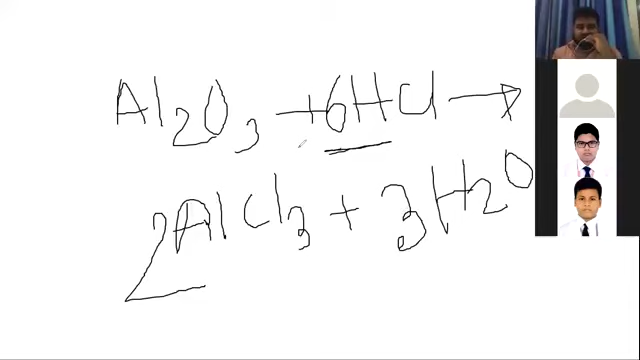 Al₂O₃ + 6HCl →
2AlCl₃ + 3H₂O